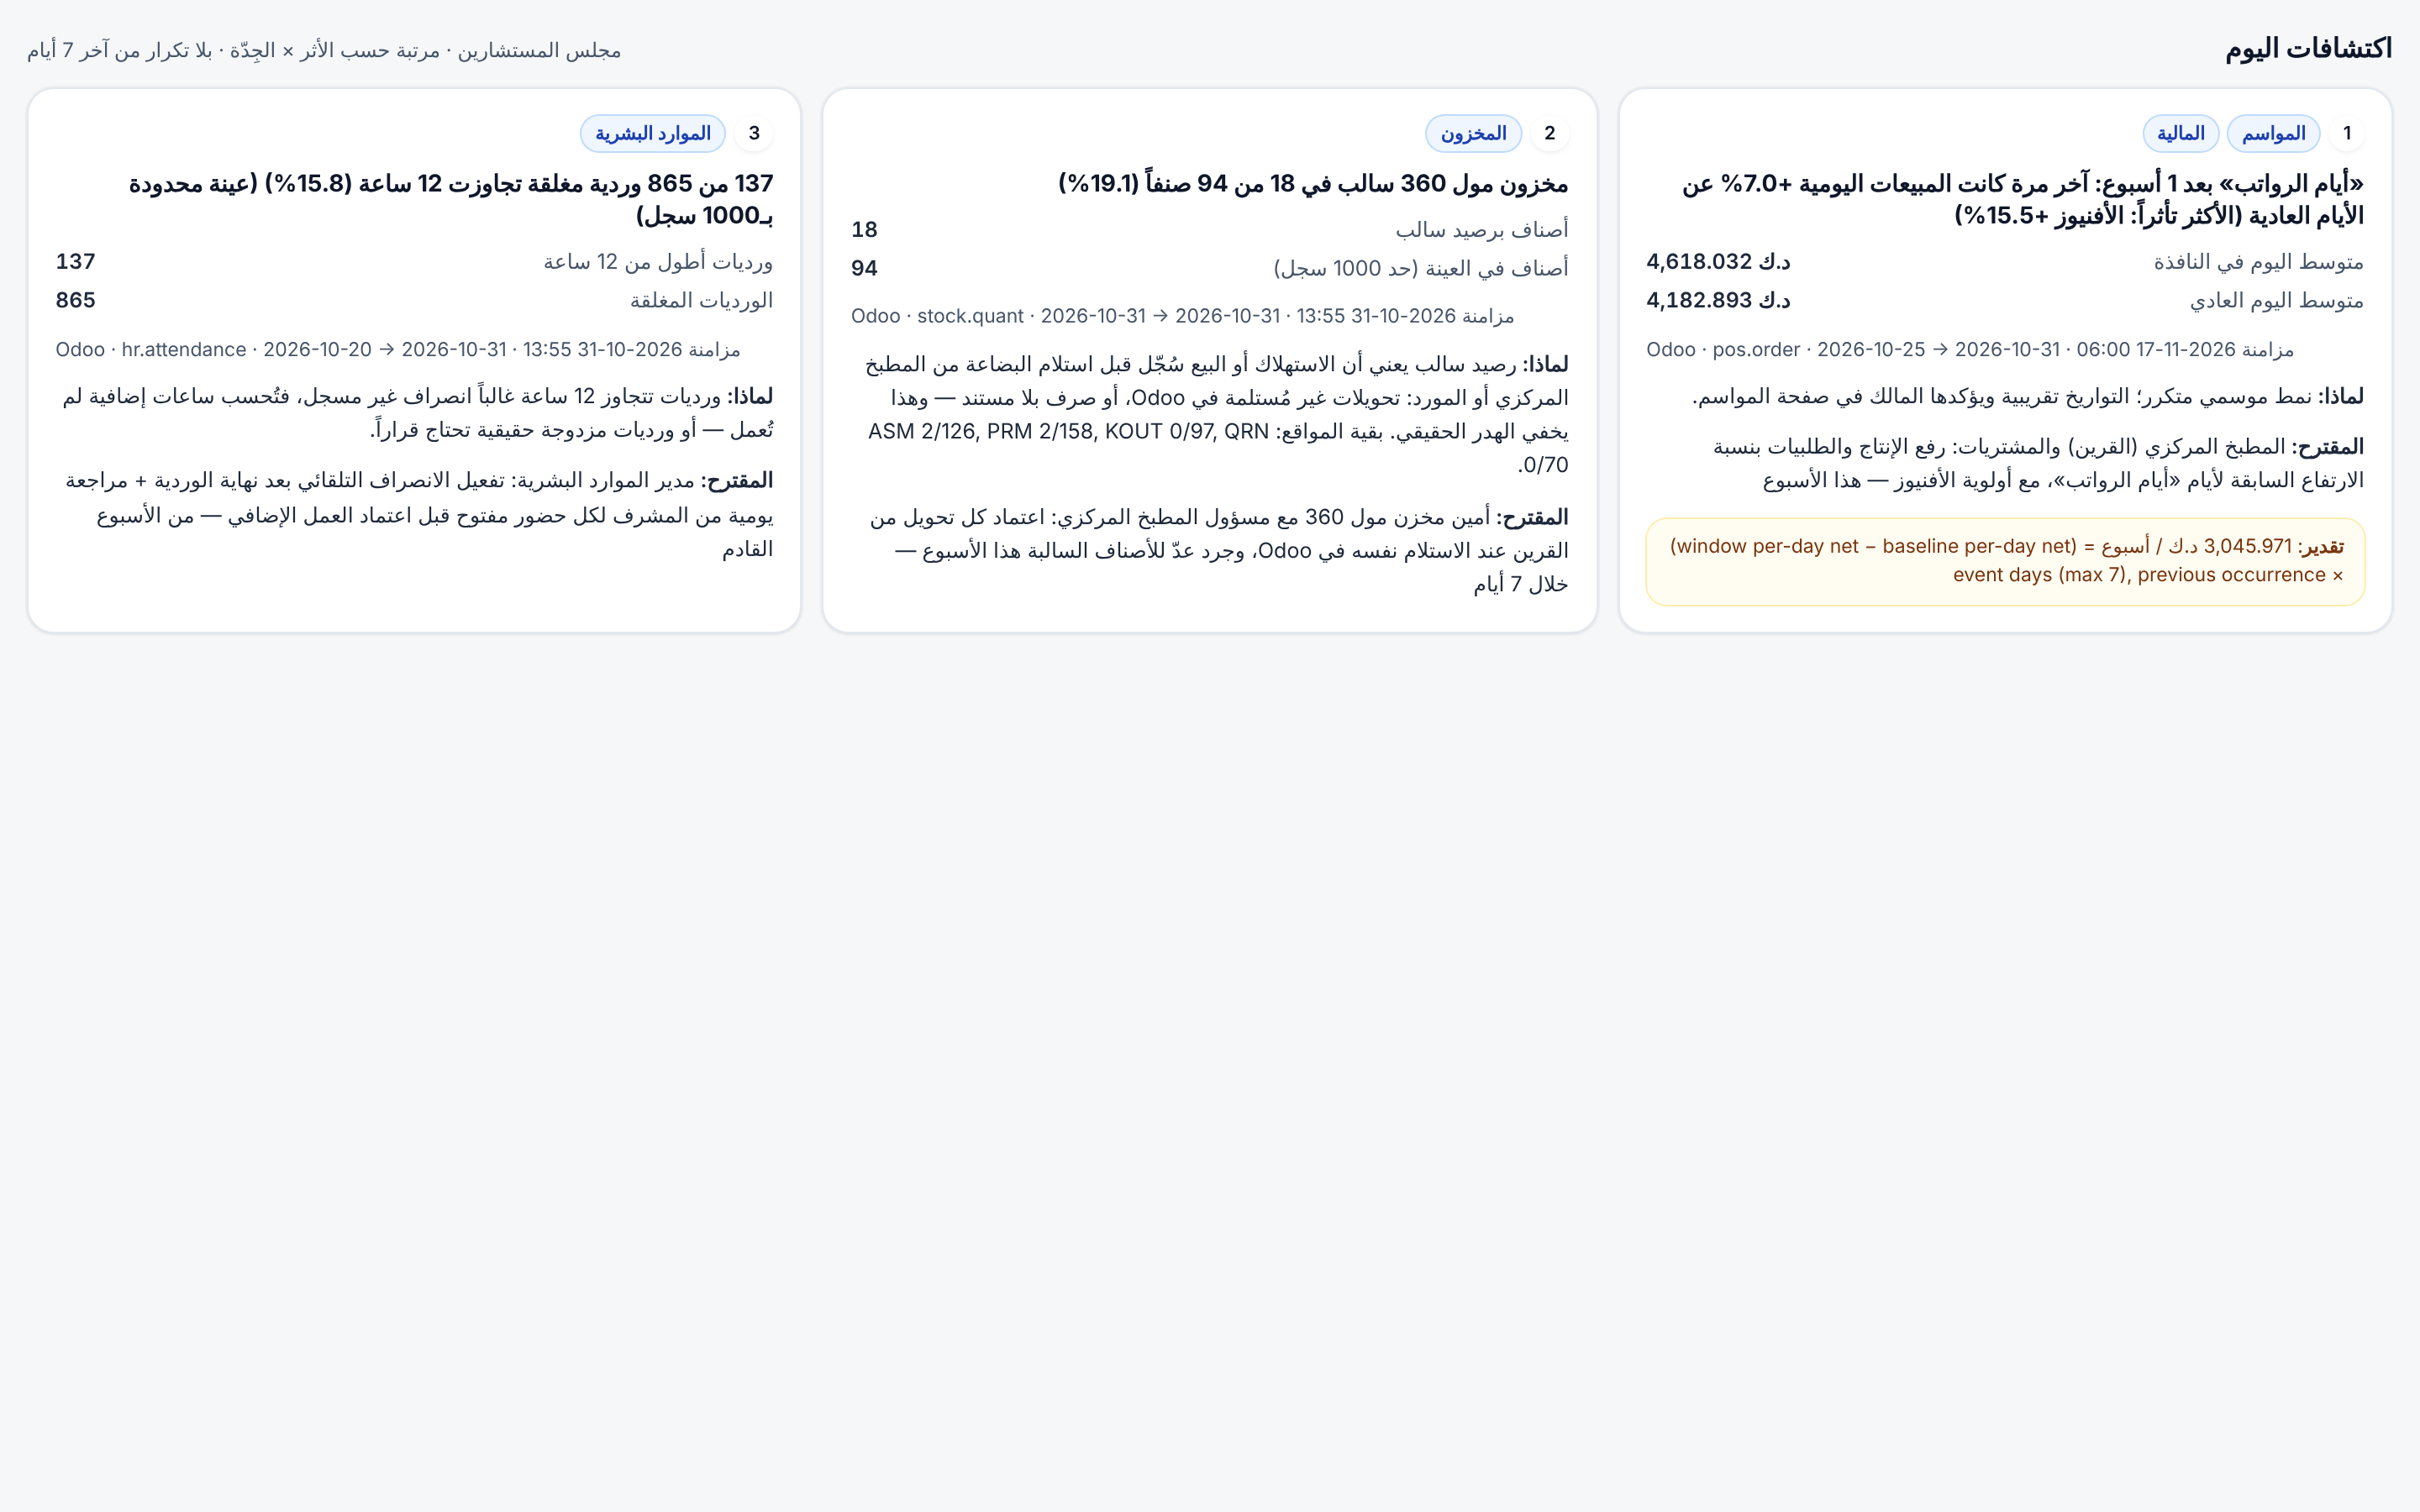 اكتشافات اليوم
مجلس المستشارين · مرتبة حسب الأثر × الجِدّة · بلا تكرار من آخر 7 أيام
1 المواسم المالية
«أيام الرواتب» بعد 1 أسبوع: آخر مرة كانت المبيعات اليومية +7.0% عن
الأيام العادية (الأكثر تأثراً: الأفنيوز +15.5%)
متوسط اليوم في النافذة د.ك 4,618.032
متوسط اليوم العادي د.ك 4,182.893
Odoo · pos.order · 2026-10-25 → 2026-10-31 · مزامنة 2026-11-17 06:00
لماذا: نمط موسمي متكرر؛ التواريخ تقريبية ويؤكدها المالك في صفحة المواسم.
المقترح: المطبخ المركزي (القرين) والمشتريات: رفع الإنتاج والطلبيات بنسبة
الارتفاع السابقة لأيام «أيام الرواتب»، مع أولوية الأفنيوز — هذا الأسبوع
تقدير: 3,045.971 د.ك / أسبوع = (window per-day net − baseline per-day net)
× event days (max 7), previous occurrence
2 المخزون
مخزون مول 360 سالب في 18 من 94 صنفاً (19.1%)
أصناف برصيد سالب 18
أصناف في العينة (حد 1000 سجل) 94
Odoo · stock.quant · 2026-10-31 → 2026-10-31 · مزامنة 2026-10-31 13:55
لماذا: رصيد سالب يعني أن الاستهلاك أو البيع سُجّل قبل استلام البضاعة من المطبخ
المركزي أو المورد: تحويلات غير مُستلمة في Odoo، أو صرف بلا مستند — وهذا
يخفي الهدر الحقيقي. بقية المواقع: ASM 2/126, PRM 2/158, KOUT 0/97, QRN
0/70.
المقترح: أمين مخزن مول 360 مع مسؤول المطبخ المركزي: اعتماد كل تحويل من
القرين عند الاستلام نفسه في Odoo، وجرد عدّ للأصناف السالبة هذا الأسبوع —
خلال 7 أيام
3 الموارد البشرية
137 من 865 وردية مغلقة تجاوزت 12 ساعة (15.8%) (عينة محدودة
بـ1000 سجل)
ورديات أطول من 12 ساعة 137
الورديات المغلقة 865
Odoo · hr.attendance · 2026-10-20 → 2026-10-31 · مزامنة 2026-10-31 13:55
لماذا: ورديات تتجاوز 12 ساعة غالباً انصراف غير مسجل، فتُحسب ساعات إضافية لم
تُعمل — أو ورديات مزدوجة حقيقية تحتاج قراراً.
المقترح: مدير الموارد البشرية: تفعيل الانصراف التلقائي بعد نهاية الوردية + مراجعة
يومية من المشرف لكل حضور مفتوح قبل اعتماد العمل الإضافي — من الأسبوع
القادم